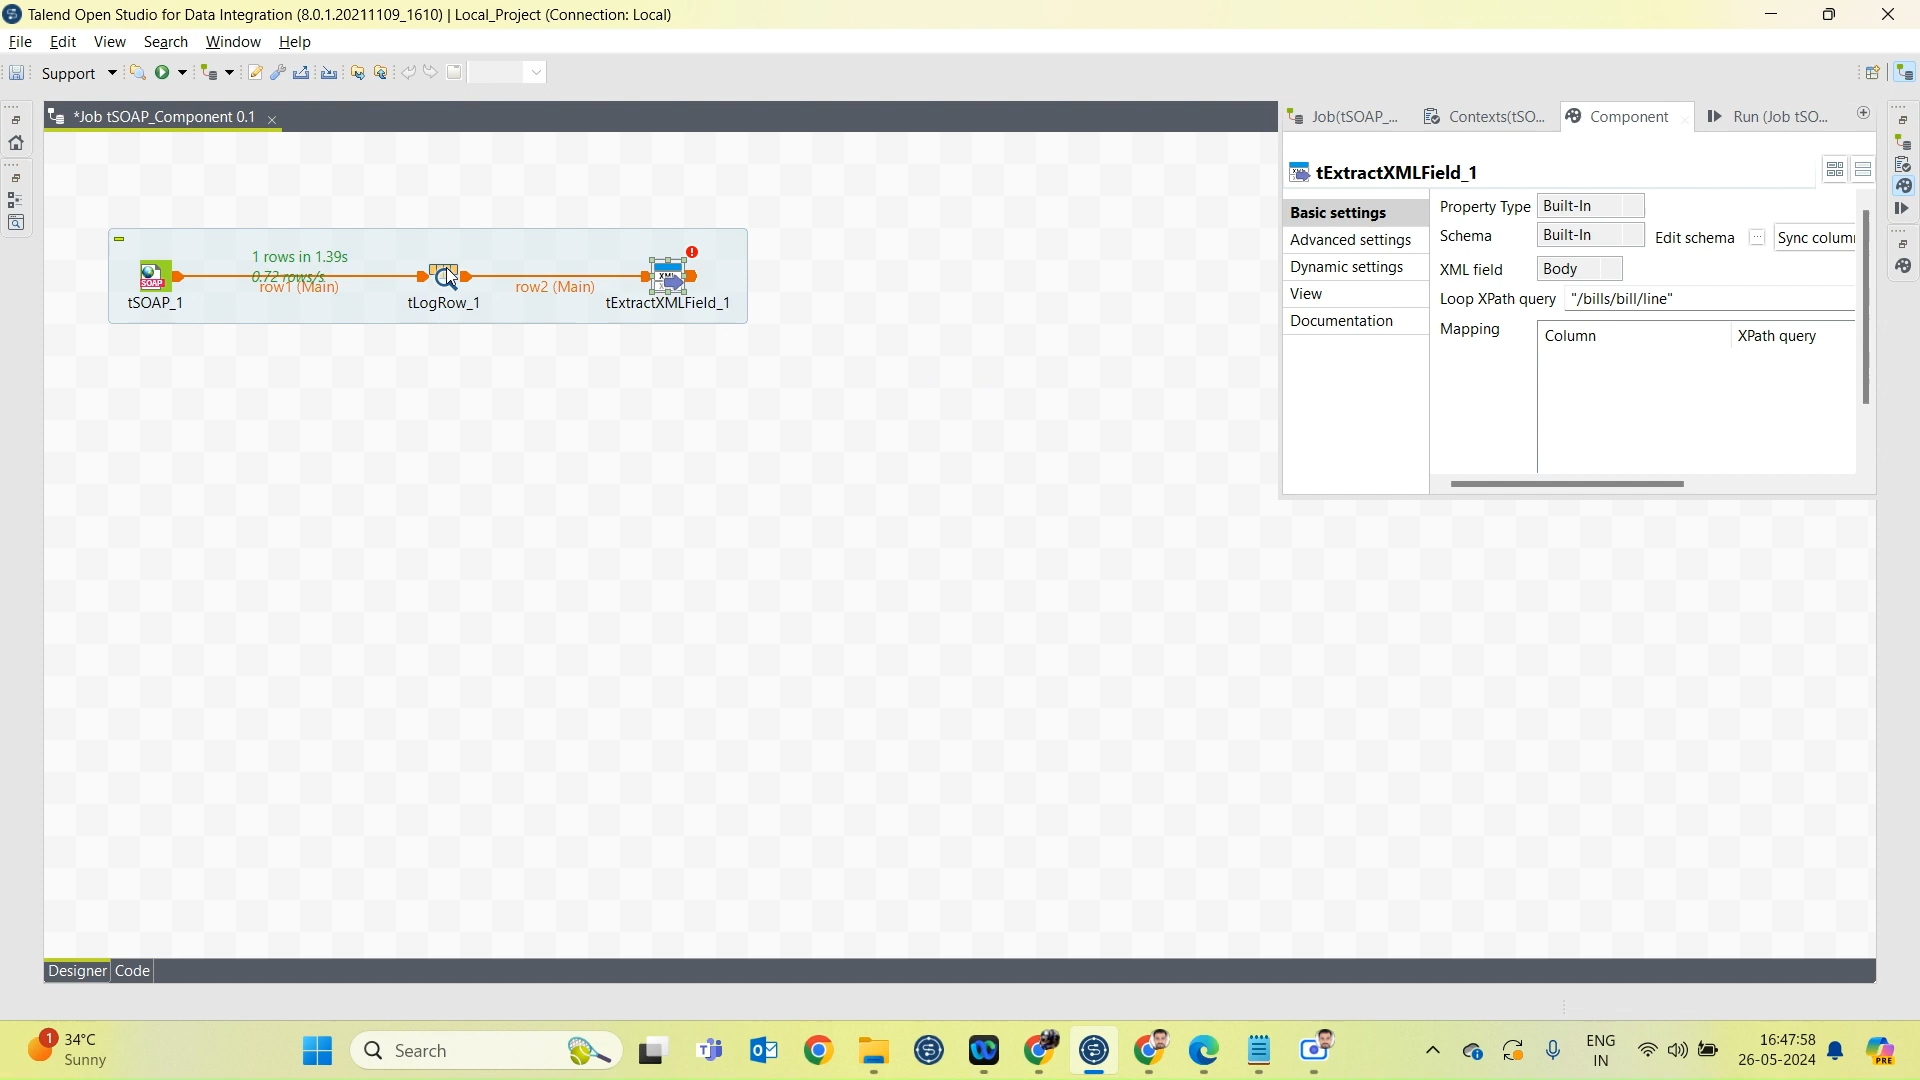 Talend Open Studio for Data Integration (8.0.1.20211109_1610) | Local_Project (Connection: Local)
File Edit View Search Window Help
Support
*Job tSOAP_Component 0.1
Job(tSOAP_... Contexts(tSO... Component Run (Job tSO...
tExtractXMLField_1
Basic settings
Advanced settings
Dynamic settings
View
Documentation
Property Type Built-In
Schema Built-In Edit schema ... Sync colum
XML field Body
Loop XPath query "/bills/bill/line"
Mapping
Column XPath query
1 rows in 1.39s
0.72 rows/s
row1 (Main)
row2 (Main)
SOAP
tSOAP_1
tLogRow_1
tExtractXMLField_1
Designer Code
1
34°C
Sunny
Search
ENG
IN
16:47:58
26-05-2024
PRE